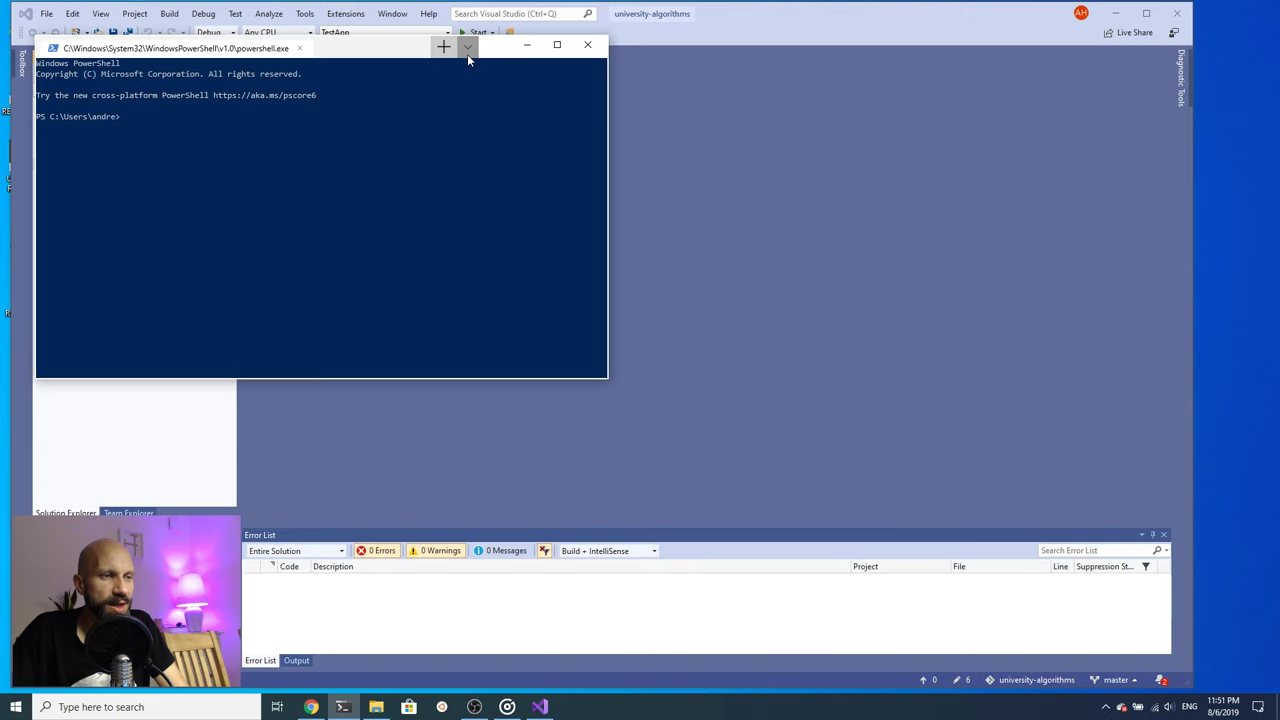 File Edit View Project Build Debug Test Analyze Tools Extensions Window Help Search Visual Studio (Ctrl+Q) university-algorithms AH
Debug Any CPU TestApp Start
Live Share
C:\Windows\System32\WindowsPowerShell\v1.0\powershell.exe
Toolbox
Diagnostic Tools
Windows PowerShell
Copyright (C) Microsoft Corporation. All rights reserved.
Try the new cross-platform PowerShell https://aka.ms/pscore6
PS C:\Users\andre>
Solution Explorer Team Explorer
Error List
Entire Solution 0 Errors 0 Warnings 0 Messages Build + IntelliSense Search Error List
Code Description Project File Line Suppression St...
Error List Output
0 6 university-algorithms master 2
Type here to search
ENG 11:51 PM
8/6/2019